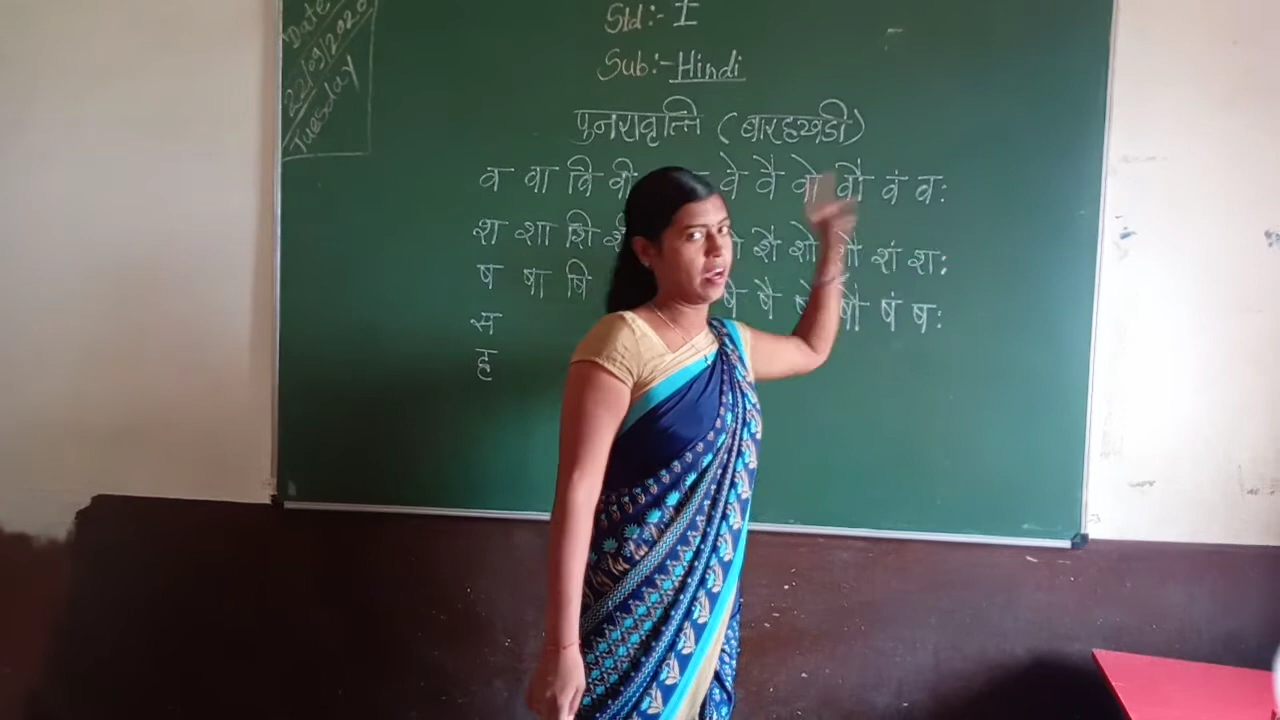 Date
22/09/2020
Tuesday
Std:- I
Sub:- Hindi
पुनरावृत्ति (बारहखडी)
व वा वि वी वे वै वो वौ वं वः
श शा शि शै शो शौ शं शः
ष षा षि षे षै षो षौ षं षः
स
ह